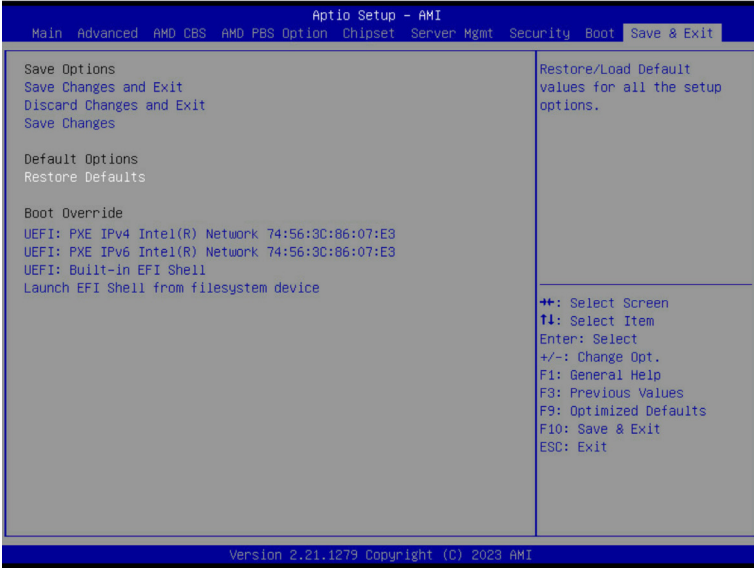 Aptio Setup – AMI
Main Advanced AMD CBS AMD PBS Option Chipset Server Mgmt Security Boot Save & Exit
Save Options
Save Changes and Exit
Discard Changes and Exit
Save Changes
Default Options
Restore Defaults
Boot Override
UEFI: PXE IPv4 Intel(R) Network 74:56:3C:86:07:E3
UEFI: PXE IPv6 Intel(R) Network 74:56:3C:86:07:E3
UEFI: Built-in EFI Shell
Launch EFI Shell from filesystem device
Restore/Load Default
values for all the setup
options.
→←: Select Screen
↑↓: Select Item
Enter: Select
+/-: Change Opt.
F1: General Help
F3: Previous Values
F9: Optimized Defaults
F10: Save & Exit
ESC: Exit
Version 2.21.1279 Copyright (C) 2023 AMI